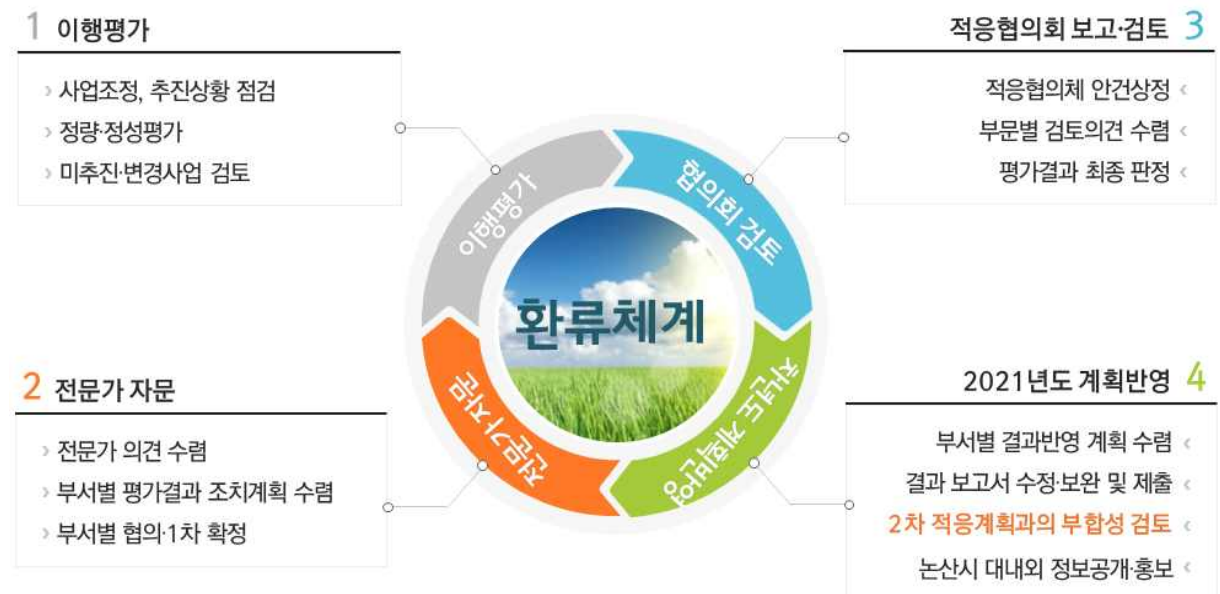 1 이행평가
› 사업조정, 추진상황 점검
› 정량·정성평가
› 미추진·변경사업 검토
2 전문가 자문
› 전문가 의견 수렴
› 부서별 평가결과 조치계획 수렴
› 부서별 협의·1차 확정
적응협의회 보고·검토 3
적응협의체 안건상정 ‹
부문별 검토의견 수렴 ‹
평가결과 최종 판정 ‹
2021년도 계획반영 4
부서별 결과반영 계획 수렴 ‹
결과 보고서 수정·보완 및 제출 ‹
2차 적응계획과의 부합성 검토 ‹
논산시 대내외 정보공개·홍보 ‹
환류체계
이행평가
협의회 검토
차년도 계획반영
전문가 자문